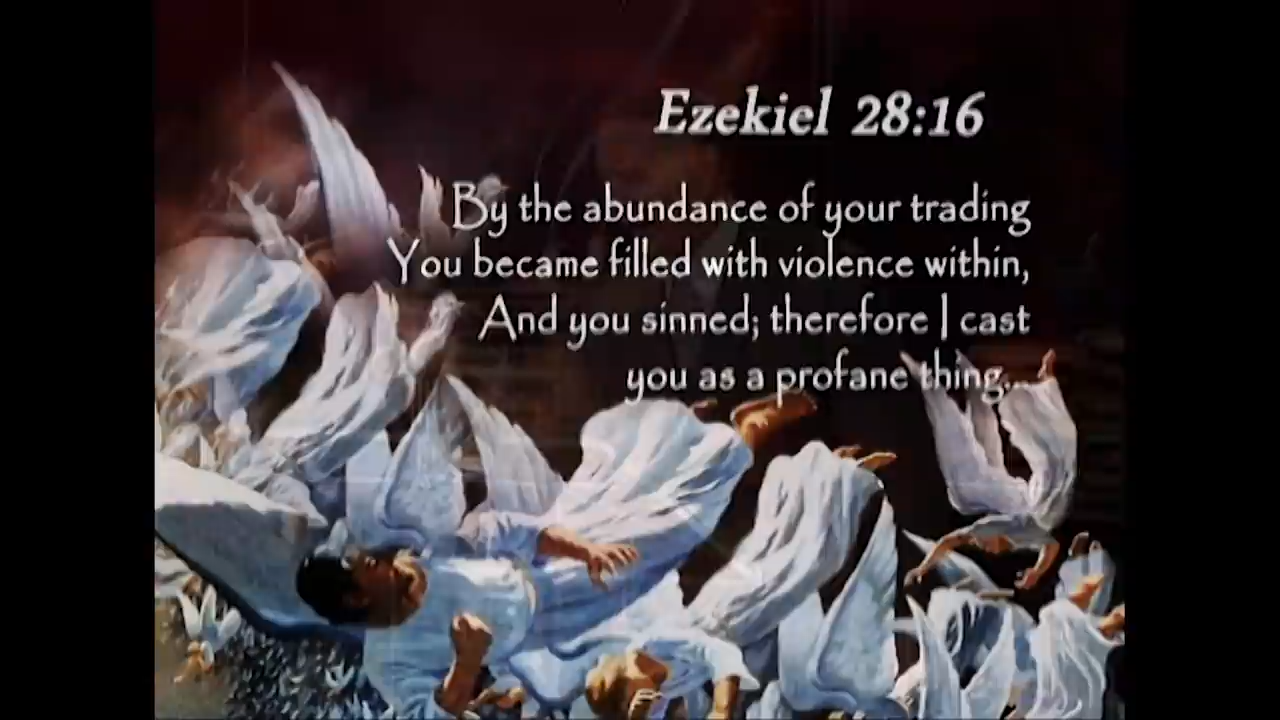 Ezekiel 28:16
By the abundance of your trading
You became filled with violence within,
And you sinned; therefore I cast
you as a profane thing...